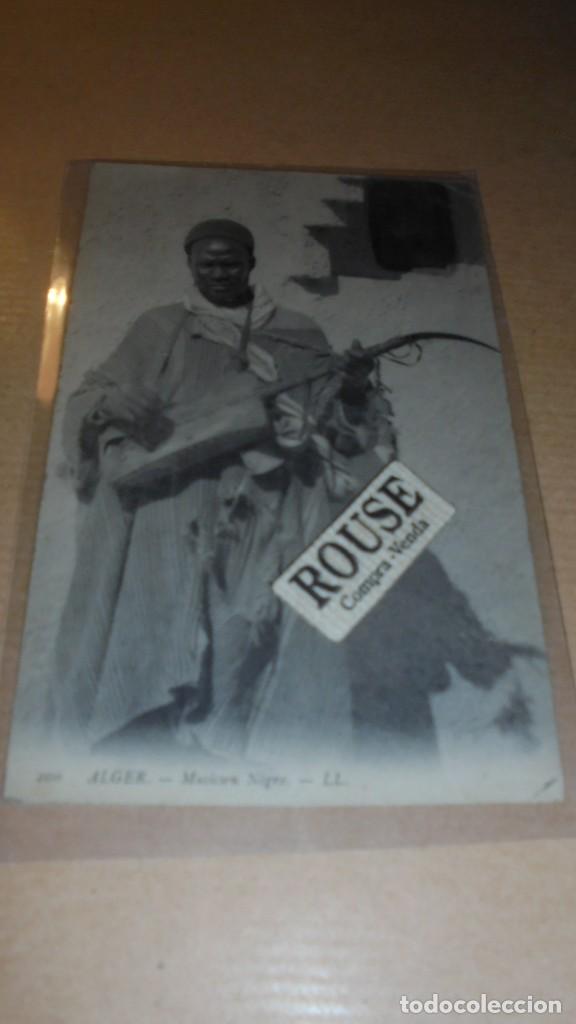 ROUSE
Compra-Venda
ALGER. — Musicien Nègre. — LL.
todocoleccion